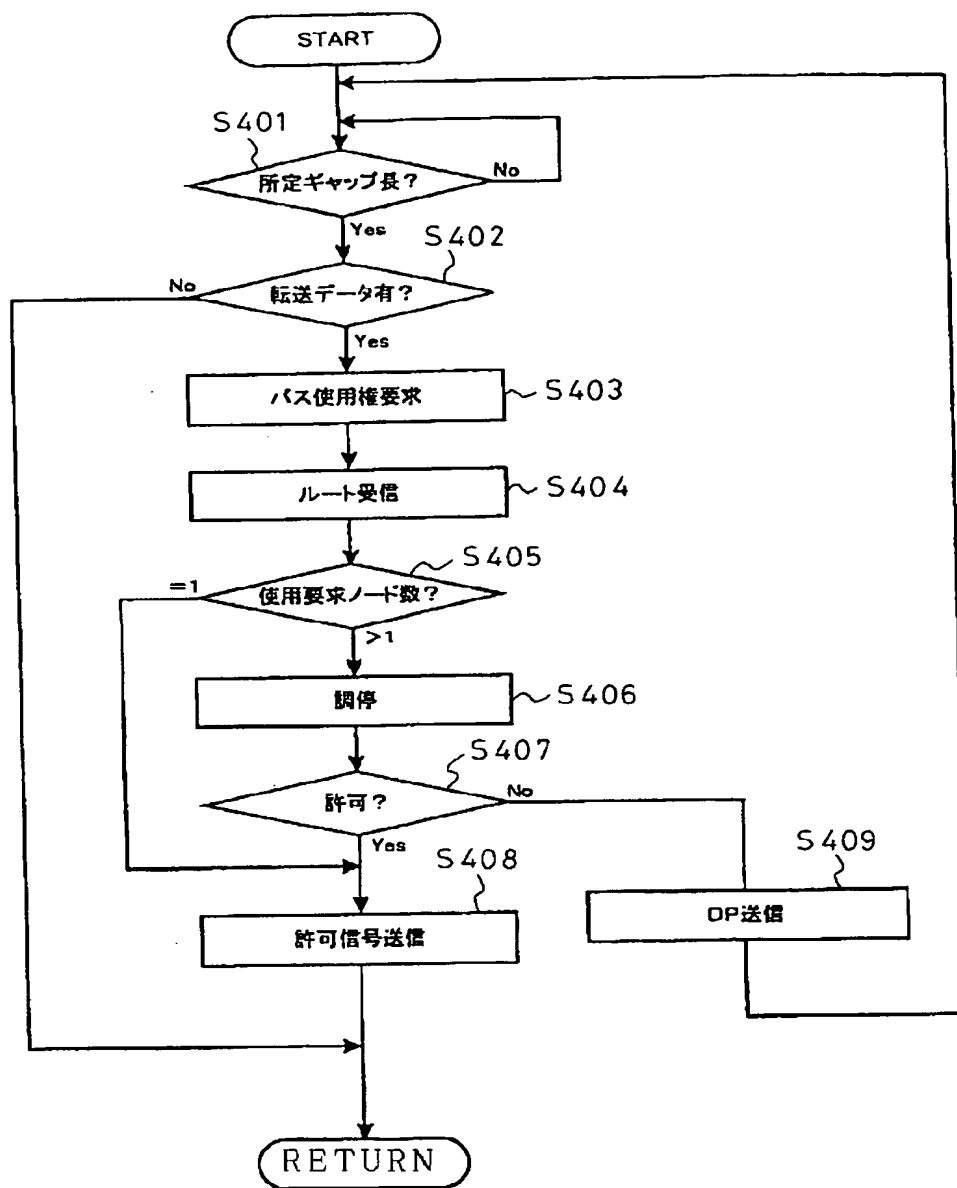 START
S401
所定ギャップ長?
No
Yes
S402
No
転送データ有?
Yes
バス使用権要求
S403
ルート受信
S404
S405
=1
使用要求ノード数?
>1
調停
S406
S407
許可?
No
Yes
S408
S409
許可信号送信
DP送信
RETURN